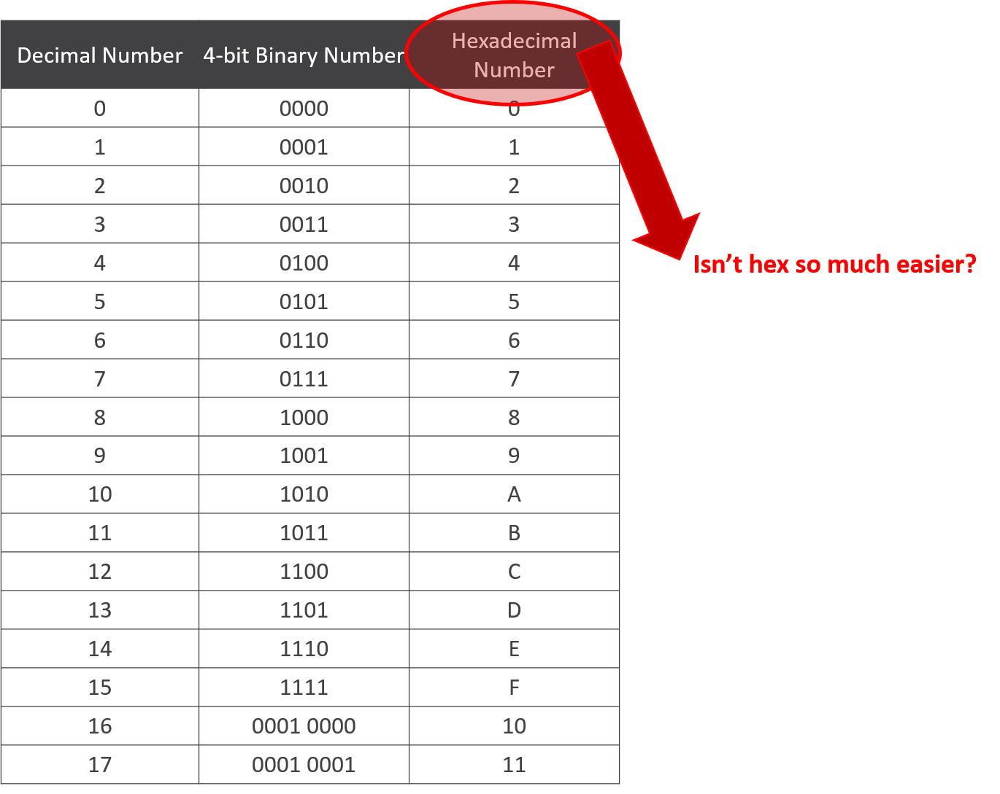 Decimal Number 4-bit Binary Number Hexadecimal Number
0 0000 0
1 0001 1
2 0010 2
3 0011 3
4 0100 4
5 0101 5
6 0110 6
7 0111 7
8 1000 8
9 1001 9
10 1010 A
11 1011 B
12 1100 C
13 1101 D
14 1110 E
15 1111 F
16 0001 0000 10
17 0001 0001 11
Isn’t hex so much easier?